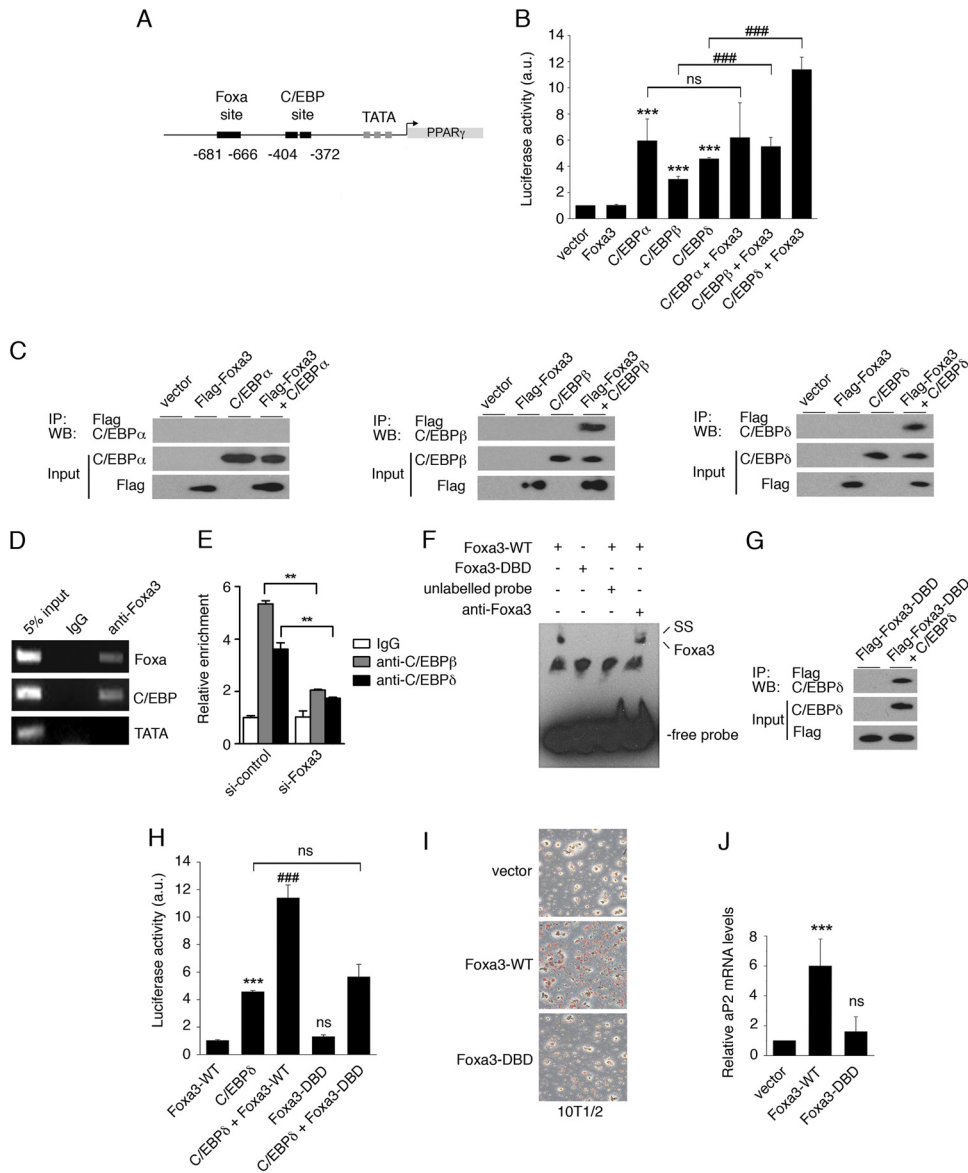 A
Foxa
site
C/EBP
site
TATA
PPARγ
-681 -666 -404 -372
B
Luciferase activity (a.u.)
14
12
10
8
6
4
2
0
***
***
***
ns
###
###
vector
Foxa3
C/EBPα
C/EBPβ
C/EBPδ
C/EBPα + Foxa3
C/EBPβ + Foxa3
C/EBPδ + Foxa3
C
vector
Flag-Foxa3
C/EBPα
Flag-Foxa3
+ C/EBPα
IP: Flag
WB: C/EBPα
Input
C/EBPα
Flag
vector
Flag-Foxa3
C/EBPβ
Flag-Foxa3
+ C/EBPβ
IP: Flag
WB: C/EBPβ
Input
C/EBPβ
Flag
vector
Flag-Foxa3
C/EBPδ
Flag-Foxa3
+ C/EBPδ
IP: Flag
WB: C/EBPδ
Input
C/EBPδ
Flag
D
5% input
IgG
anti-Foxa3
Foxa
C/EBP
TATA
E
Relative enrichment
6
4
2
0
**
**
IgG
anti-C/EBPβ
anti-C/EBPδ
si-control
si-Foxa3
F
Foxa3-WT + - + +
Foxa3-DBD - + - -
unlabelled probe - - + -
anti-Foxa3 - - - +
SS
Foxa3
-free probe
G
Flag-Foxa3-DBD
Flag-Foxa3-DBD
+ C/EBPδ
IP: Flag
WB: C/EBPδ
Input
C/EBPδ
Flag
H
Luciferase activity (a.u.)
14
12
10
8
6
4
2
0
***
###
ns
ns
Foxa3-WT
C/EBPδ
C/EBPδ + Foxa3-WT
Foxa3-DBD
C/EBPδ + Foxa3-DBD
I
vector
Foxa3-WT
Foxa3-DBD
10T1/2
J
Relative aP2 mRNA levels
8
6
4
2
0
***
ns
vector
Foxa3-WT
Foxa3-DBD